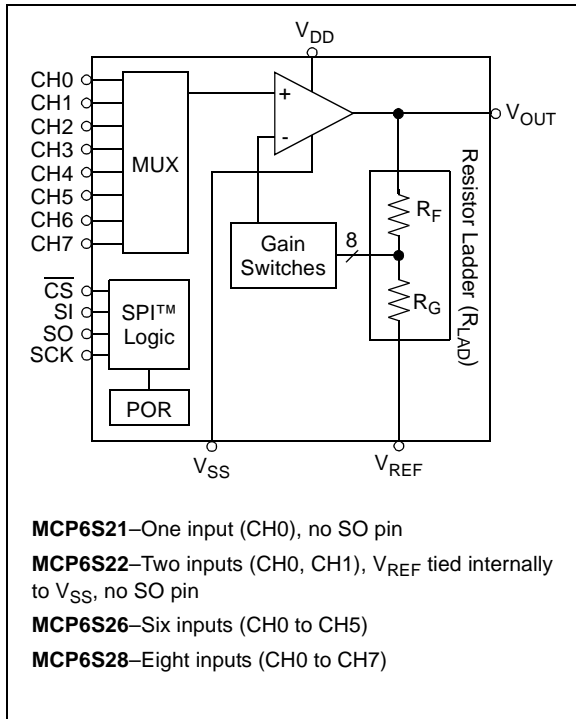 V_DD
CH0
CH1
CH2
CH3
CH4
CH5
CH6
CH7
MUX
+
-
V_OUT
Resistor Ladder (R_LAD)
R_F
8
Gain
Switches
R_G
CS
SI
SO
SCK
SPI™
Logic
POR
V_SS
V_REF
MCP6S21–One input (CH0), no SO pin
MCP6S22–Two inputs (CH0, CH1), V_REF tied internally
to V_SS, no SO pin
MCP6S26–Six inputs (CH0 to CH5)
MCP6S28–Eight inputs (CH0 to CH7)